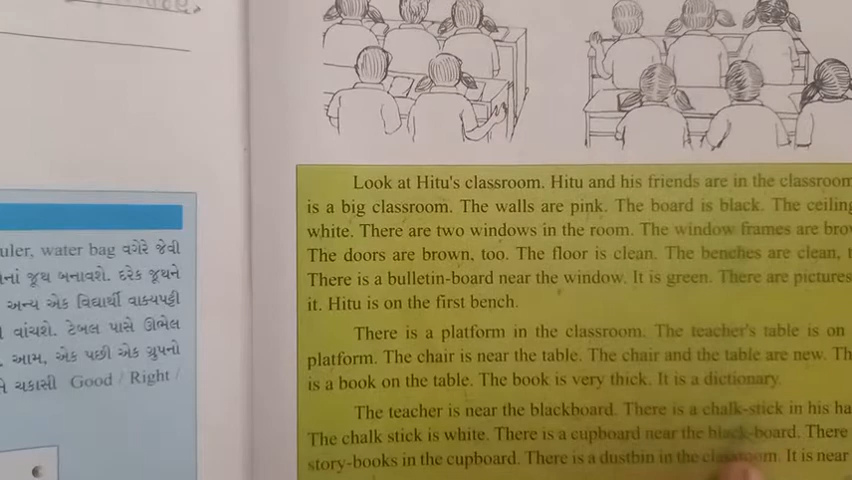 uler, water bag વગેરે જેવી
નાં જૂથ બનાવશે. દરેક જૂથને
અન્ય એક વિદ્યાર્થી વાક્યપટ્ટી
વાંચશે. ટેબલ પાસે ઊભેલ
આમ, એક પછી એક ગ્રુપનો
ચકાસી Good / Right /
Look at Hitu's classroom. Hitu and his friends are in the classroom
is a big classroom. The walls are pink. The board is black. The ceiling
white. There are two windows in the room. The window frames are brow
The doors are brown, too. The floor is clean. The benches are clean, t
There is a bulletin-board near the window. It is green. There are pictures
it. Hitu is on the first bench.
There is a platform in the classroom. The teacher's table is on
platform. The chair is near the table. The chair and the table are new. Th
is a book on the table. The book is very thick. It is a dictionary.
The teacher is near the blackboard. There is a chalk-stick in his ha
The chalk stick is white. There is a cupboard near the black-board. There
story-books in the cupboard. There is a dustbin in the classroom. It is near